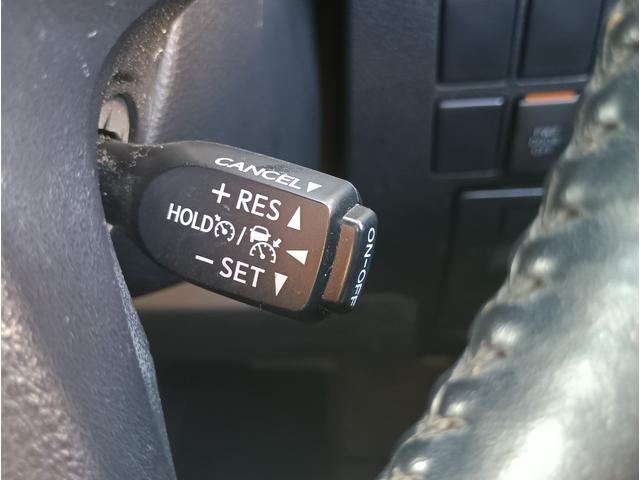 CANCEL
+ RES
HOLD /
− SET
ON-OFF